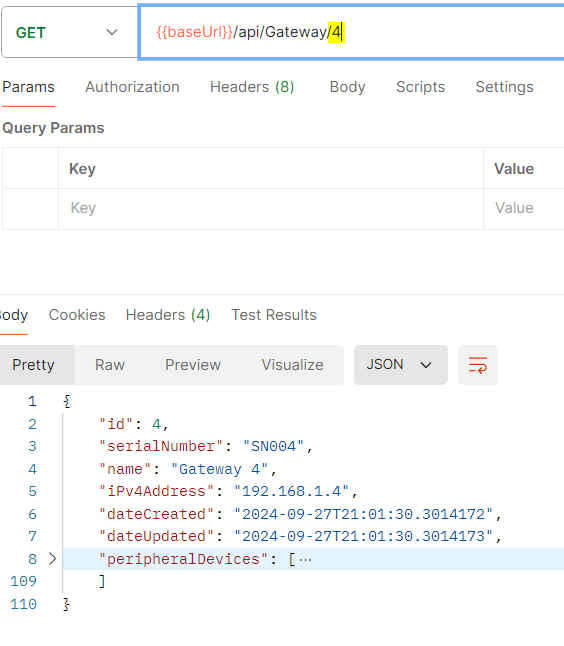 GET {{baseUrl}}/api/Gateway/4
Params Authorization Headers (8) Body Scripts Settings
Query Params
Key Value
Key Value
ody Cookies Headers (4) Test Results
Pretty Raw Preview Visualize JSON
1 {
2 "id": 4,
3 "serialNumber": "SN004",
4 "name": "Gateway 4",
5 "iPv4Address": "192.168.1.4",
6 "dateCreated": "2024-09-27T21:01:30.3014172",
7 "dateUpdated": "2024-09-27T21:01:30.3014173",
8 "peripheralDevices": [ ...
109 ]
110 }